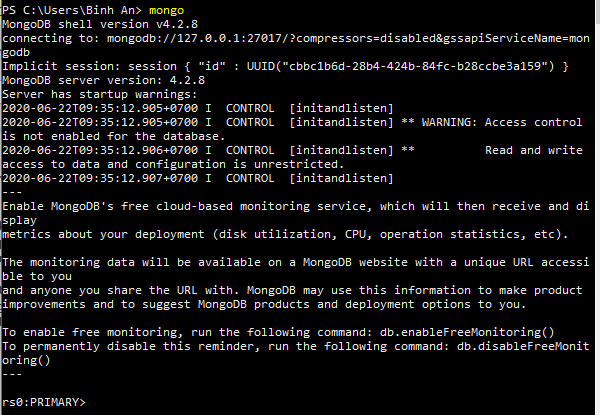 PS C:\Users\Binh An> mongo
MongoDB shell version v4.2.8
connecting to: mongodb://127.0.0.1:27017/?compressors=disabled&gssapiServiceName=mon
godb
Implicit session: session { "id" : UUID("cbbc1b6d-28b4-424b-84fc-b28ccbe3a159") }
MongoDB server version: 4.2.8
Server has startup warnings:
2020-06-22T09:35:12.905+0700 I  CONTROL  [initandlisten]
2020-06-22T09:35:12.905+0700 I  CONTROL  [initandlisten] ** WARNING: Access control
is not enabled for the database.
2020-06-22T09:35:12.906+0700 I  CONTROL  [initandlisten] **          Read and write
access to data and configuration is unrestricted.
2020-06-22T09:35:12.907+0700 I  CONTROL  [initandlisten]
---
Enable MongoDB's free cloud-based monitoring service, which will then receive and di
splay
metrics about your deployment (disk utilization, CPU, operation statistics, etc).

The monitoring data will be available on a MongoDB website with a unique URL accessi
ble to you
and anyone you share the URL with. MongoDB may use this information to make product
improvements and to suggest MongoDB products and deployment options to you.

To enable free monitoring, run the following command: db.enableFreeMonitoring()
To permanently disable this reminder, run the following command: db.disableFreeMonit
oring()
---

rs0:PRIMARY>